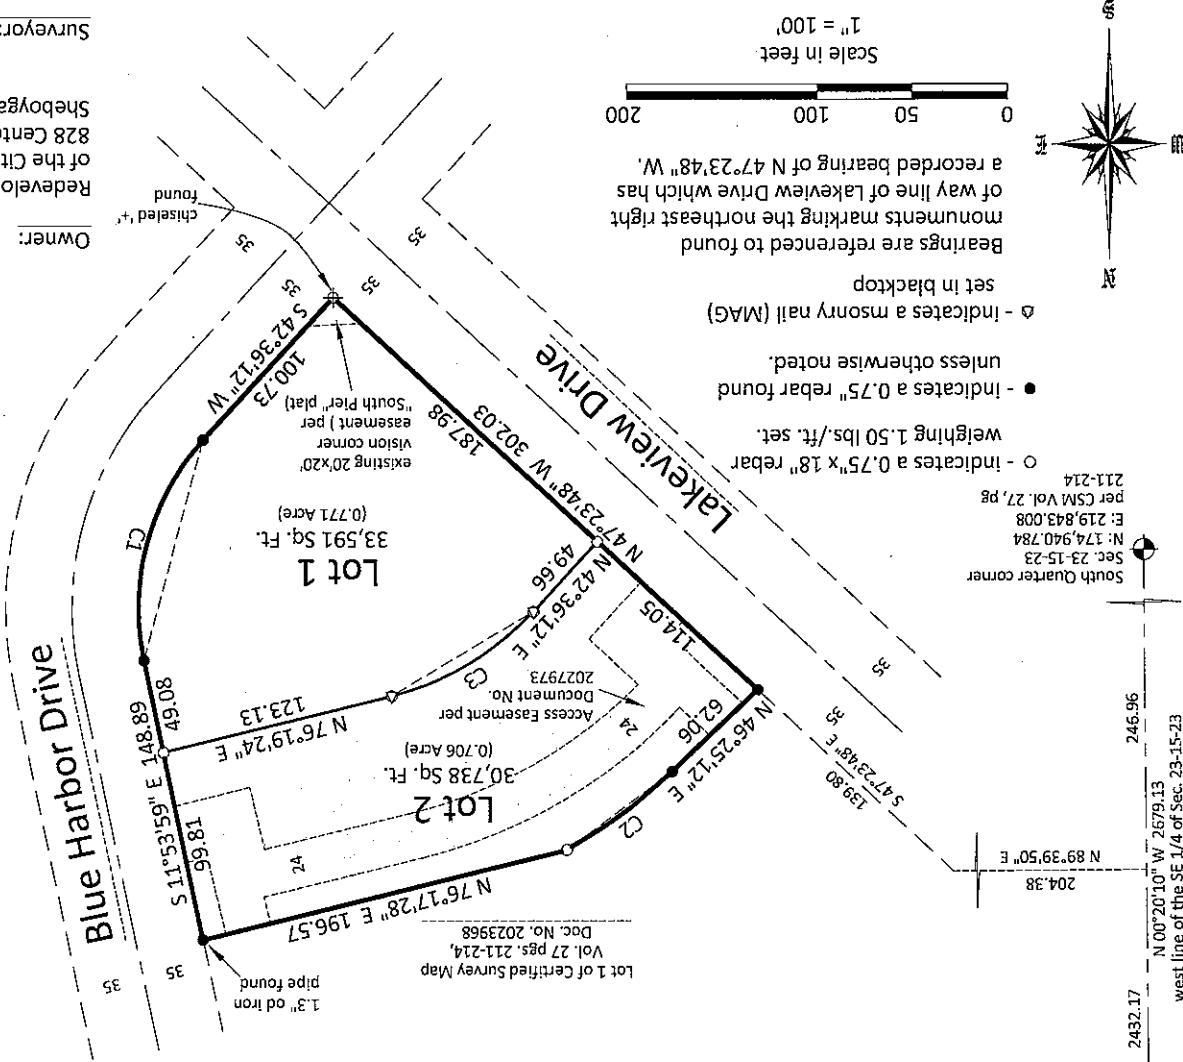 2432.17
N 00°20'10" W 2679.13
west line of the SE 1/4 of Sec. 23-15-23
246.96
204.38
N 89°39'50" E
S 47°23'48" E
139.80
1.3" od iron
pipe found
Lot 1 of Certified Survey Map
Vol. 27 pgs. 211-214,
Doc. No. 2023968
35
35
N 76°17'28" E 196.57
24
Blue Harbor Drive
S 11°53'59" E 148.89
99.81
49.08
Lot 2
30,738 Sq. Ft.
(0.706 Acre)
C2
N 46°25'12" E
62.06
24
Access Easement per
Document No.
2027973
N 76°19'24" E
123.13
C3
N 42°36'12" E
49.66
114.05
35
35
South Quarter corner
Sec. 23-15-23
N: 174,940.784
E: 219,843.008
per CSM Vol. 27, pg
211-214
N 47°23'48" W 302.03
187.98
Lakeview Drive
Lot 1
33,591 Sq. Ft.
(0.771 Acre)
C1
existing 20'x20'
vision corner
easement ) per
"South Pier" plat)
100.73
S 42°36'12" W
35
35
35
35
chiseled '+'
found
- indicates a 0.75"x 18" rebar
weighing 1.50 lbs./ft. set.
- indicates a 0.75" rebar found
unless otherwise noted.
- indicates a msonry nail (MAG)
set in blacktop
Bearings are referenced to found
monuments marking the northeast right
of way line of Lakeview Drive which has
a recorded bearing of N 47°23'48" W.
N
W
E
S
0 50 100 200
Scale in feet
1" = 100'
Owner:
Redevelo
of the Cit
828 Cente
Sheboyga
Surveyor: